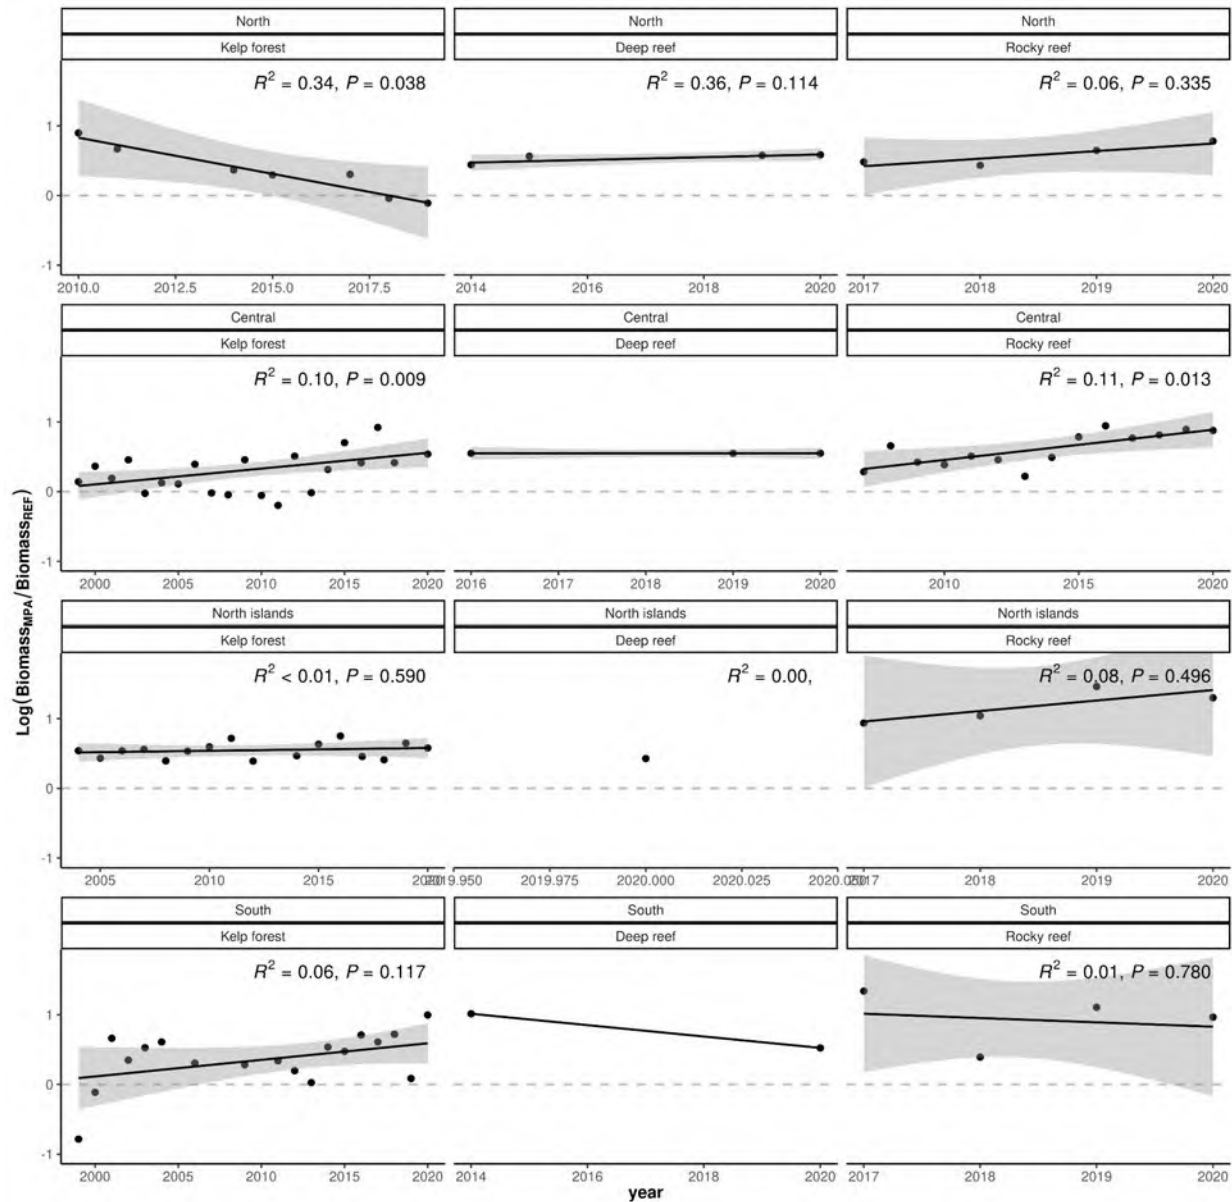 North North North
Kelp forest Deep reef Rocky reef
R² = 0.34, P = 0.038 R² = 0.36, P = 0.114 R² = 0.06, P = 0.335
1
0
-1
2010.0 2012.5 2015.0 2017.5 2014 2016 2018 2020 2017 2018 2019 2020
Central Central Central
Kelp forest Deep reef Rocky reef
R² = 0.10, P = 0.009 R² = 0.11, P = 0.013
1
0
-1
2000 2005 2010 2015 2020 2016 2017 2018 2019 2020 2010 2015 2020
Log(Biomass_MPA/Biomass_REF)
North islands North islands North islands
Kelp forest Deep reef Rocky reef
R² < 0.01, P = 0.590 R² = 0.00, R² = 0.08, P = 0.496
1
0
-1
2005 2010 2015 2020 2019.950 2019.975 2020.000 2020.025 2020.050 2017 2018 2019 2020
South South South
Kelp forest Deep reef Rocky reef
R² = 0.06, P = 0.117 R² = 0.01, P = 0.780
1
0
-1
2000 2005 2010 2015 2020 2014 2016 2018 2020 2017 2018 2019 2020
year